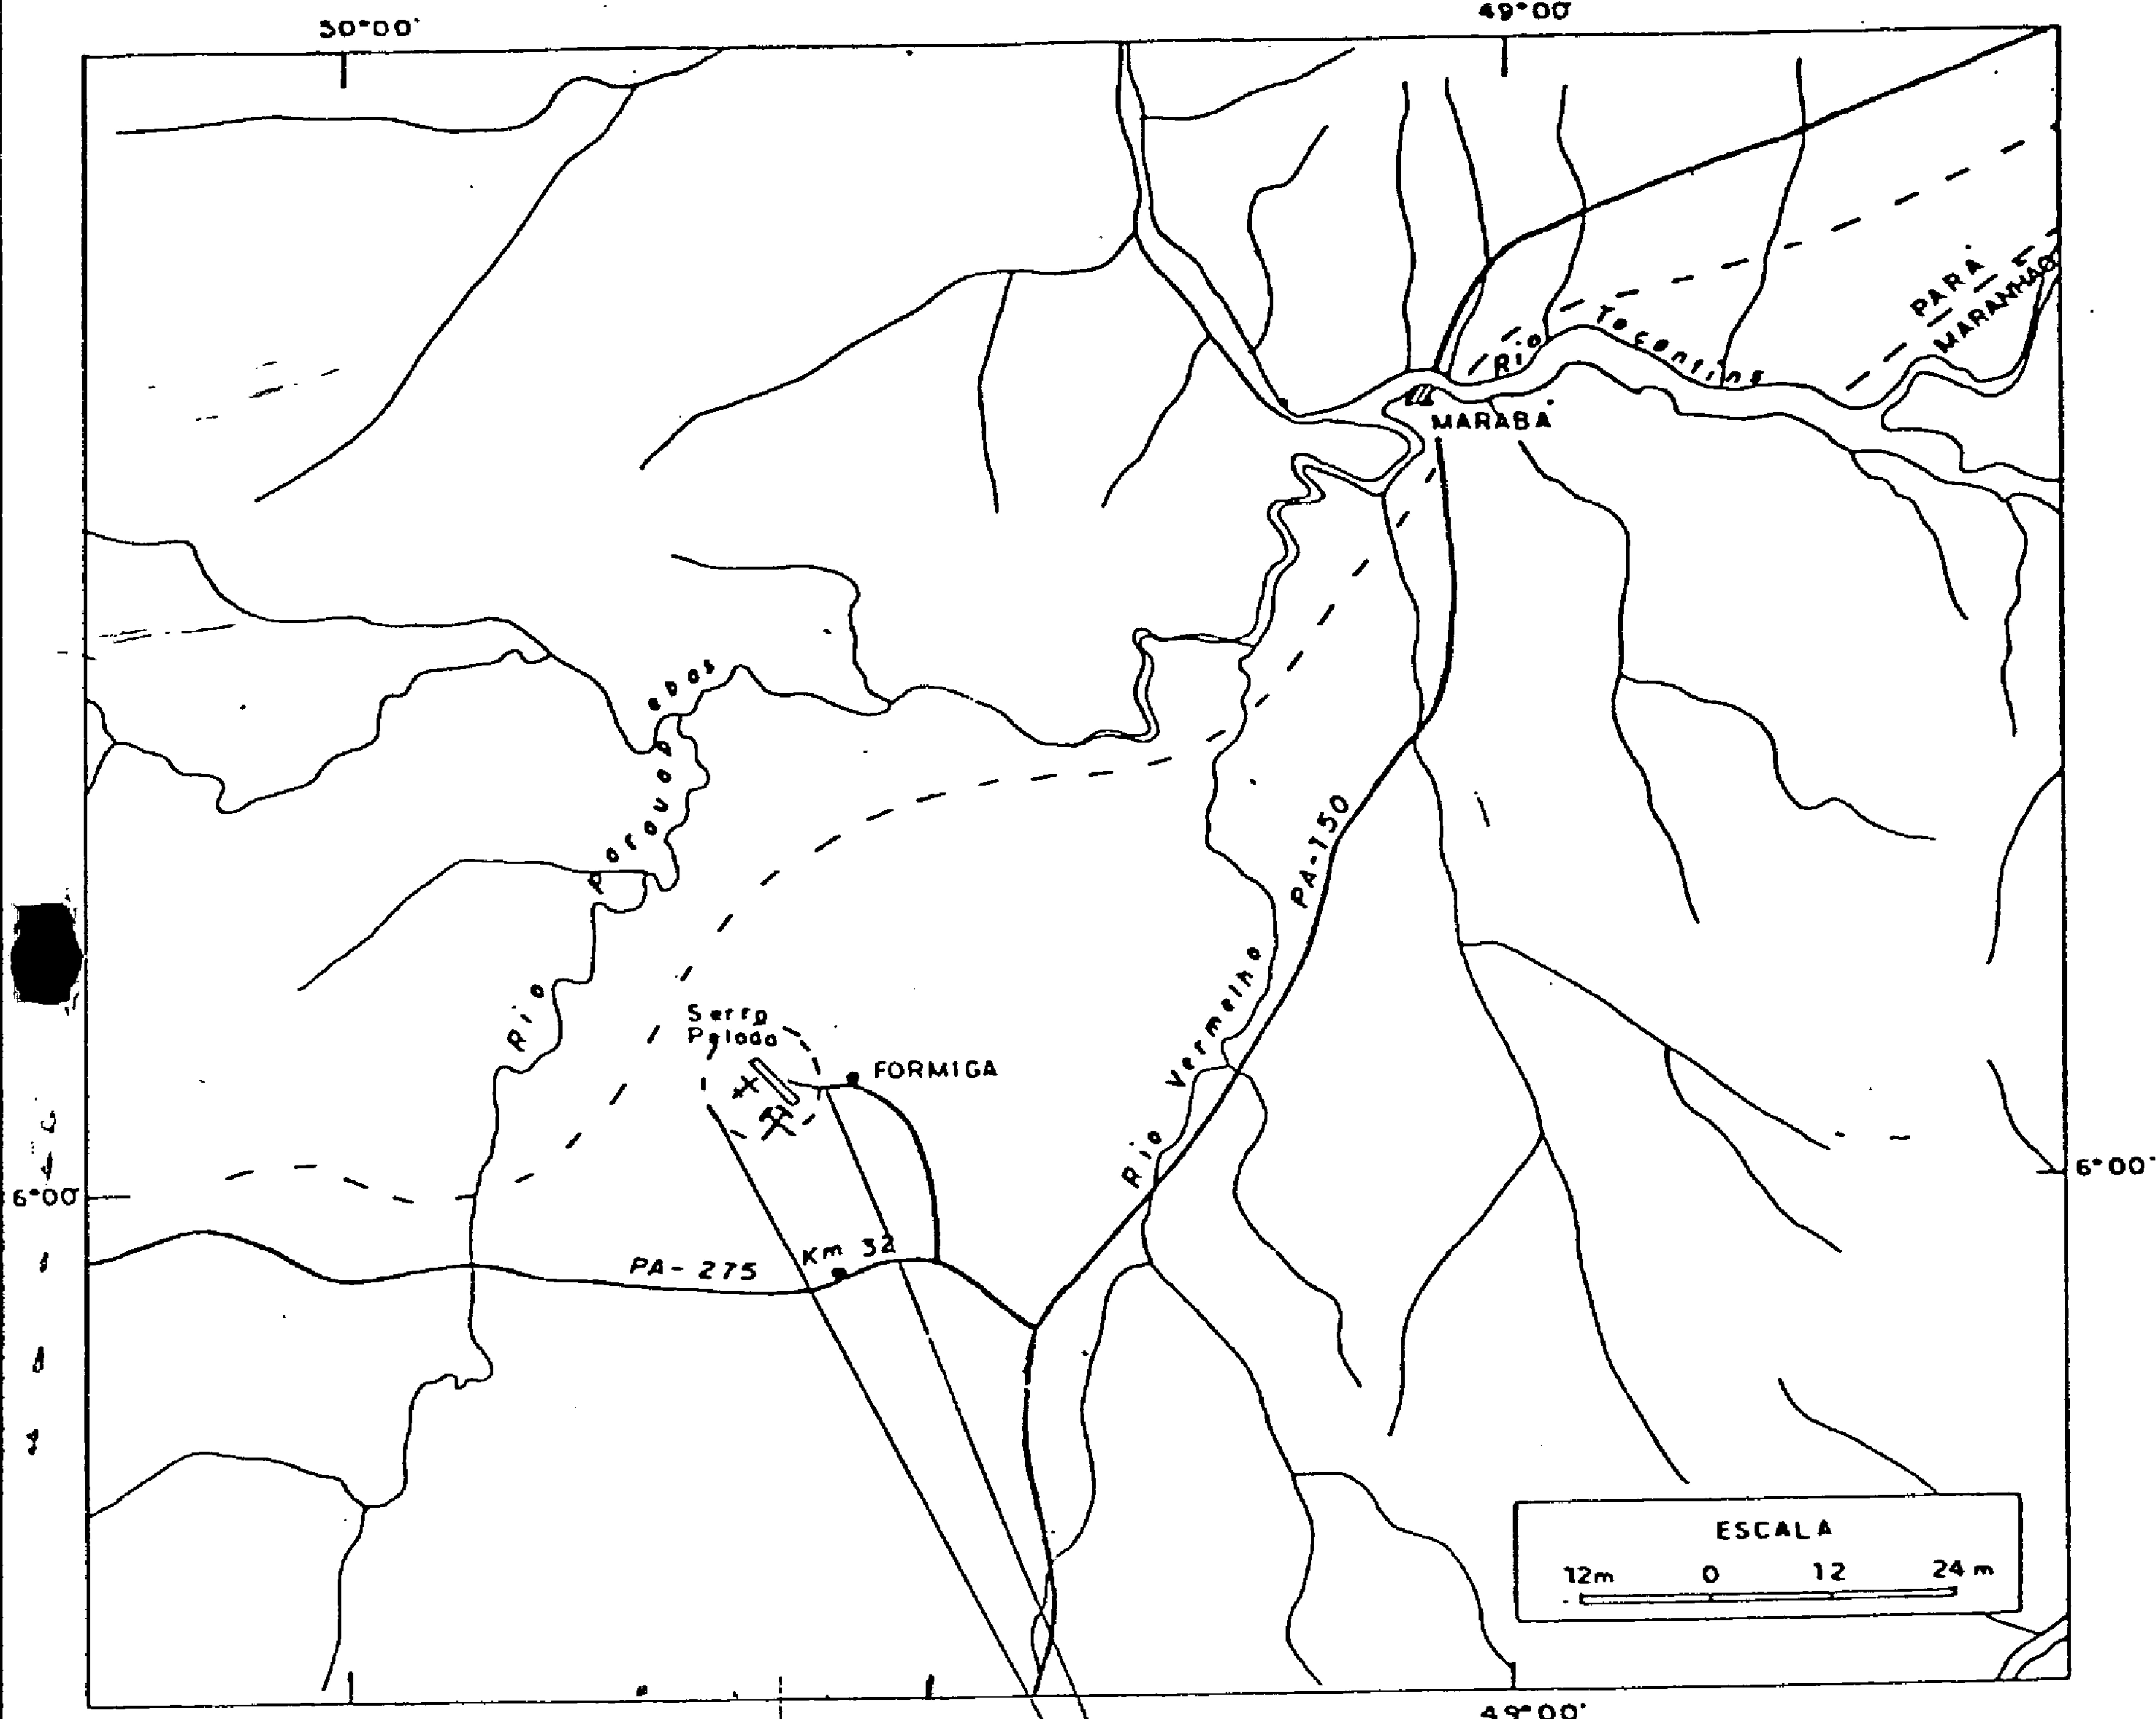 50°00'
49°00'
PARÁ
MARANHÃO
Rio Tocantins
MARABÁ
Rio Parauapebas
PA-150
Rio Vermelho
Serra
Pelada
FORMIGA
6°00'
6°00'
Km 32
PA-275
ESCALA
12m 0 12 24 m
49°00'